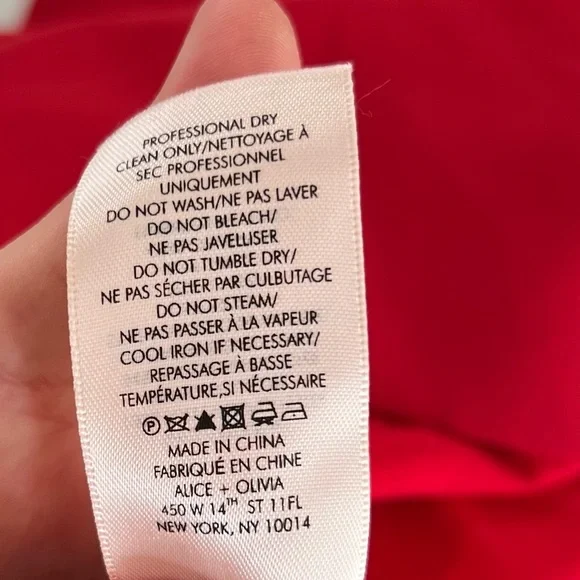 PROFESSIONAL DRY
CLEAN ONLY/NETTOYAGE À
SEC PROFESSIONNEL
UNIQUEMENT
DO NOT WASH/NE PAS LAVER
DO NOT BLEACH/
NE PAS JAVELLISER
DO NOT TUMBLE DRY/
NE PAS SÉCHER PAR CULBUTAGE
DO NOT STEAM/
NE PAS PASSER À LA VAPEUR
COOL IRON IF NECESSARY/
REPASSAGE À BASSE
TEMPÉRATURE,SI NÉCESSAIRE
P
MADE IN CHINA
FABRIQUÉ EN CHINE
ALICE + OLIVIA
450 W 14TH ST 11FL
NEW YORK, NY 10014